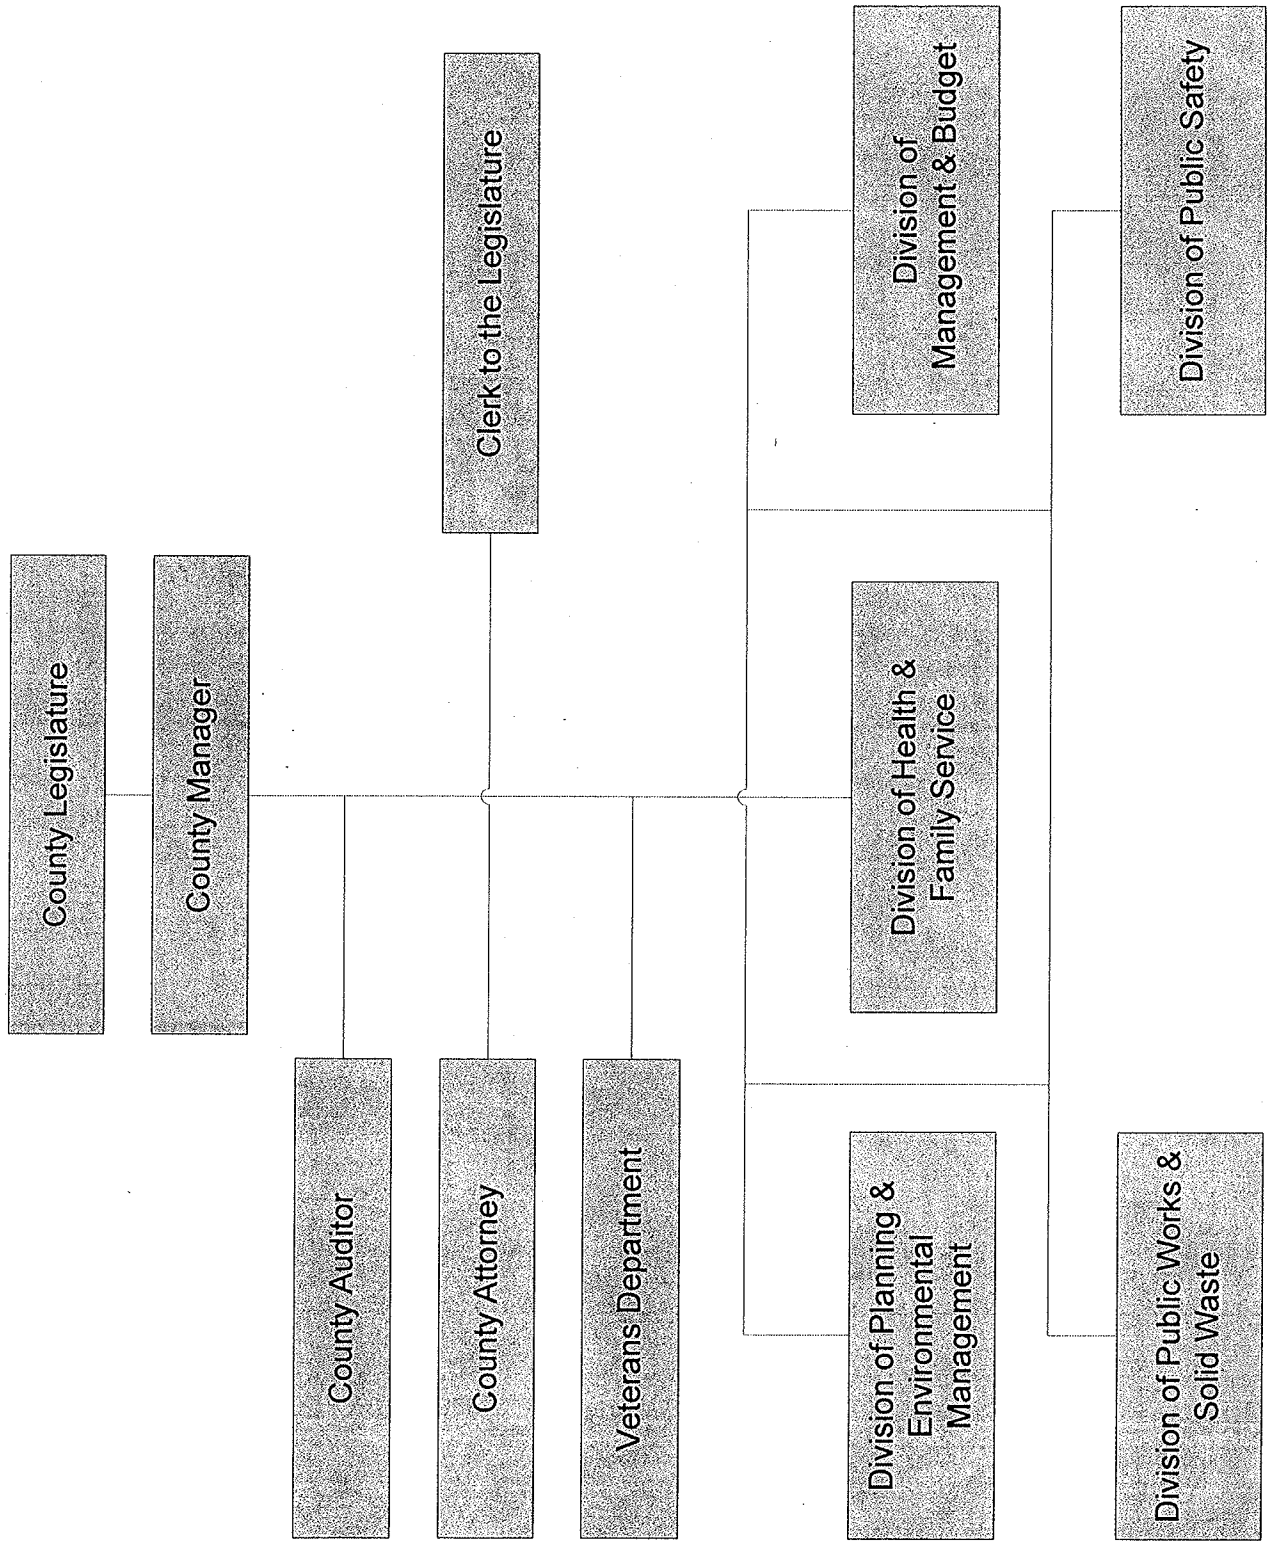 County Legislature
County Manager
County Auditor
Clerk to the Legislature
County Attorney
Veterans Department
Division of Planning &
Environmental
Management
Division of Health &
Family Service
Division of
Management & Budget
Division of Public Works &
Solid Waste
Division of Public Safety